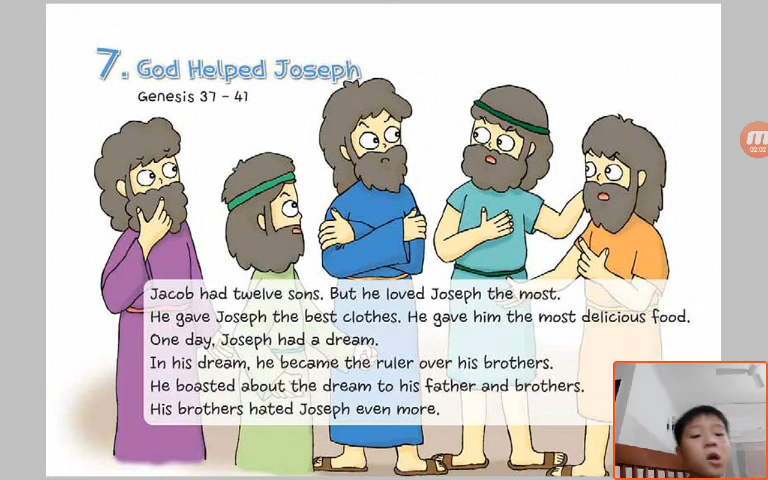 7. God Helped Joseph
Genesis 37 - 41
Jacob had twelve sons. But he loved Joseph the most.
He gave Joseph the best clothes. He gave him the most delicious food.
One day, Joseph had a dream.
In his dream, he became the ruler over his brothers.
He boasted about the dream to his father and brothers.
His brothers hated Joseph even more.
02:02